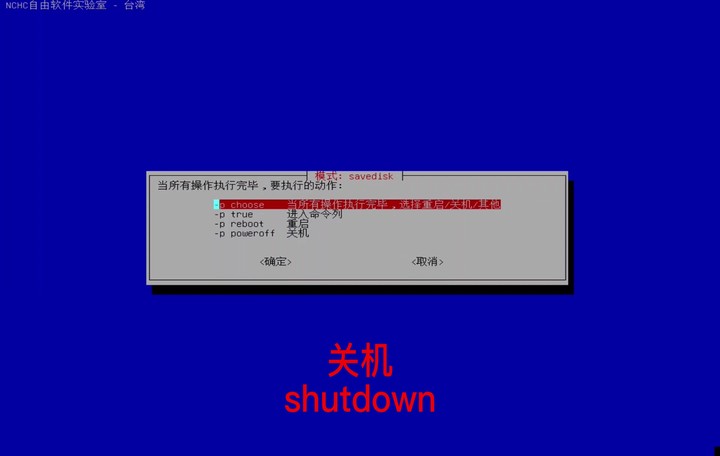 NCHC自由软件实验室 - 台湾
模式: savedisk
当所有操作执行完毕，要执行的动作：
-p choose 当所有操作执行完毕，选择重启/关机/其他
-p true 进入命令列
-p reboot 重启
-p poweroff 关机
<确定> <取消>
关机
shutdown